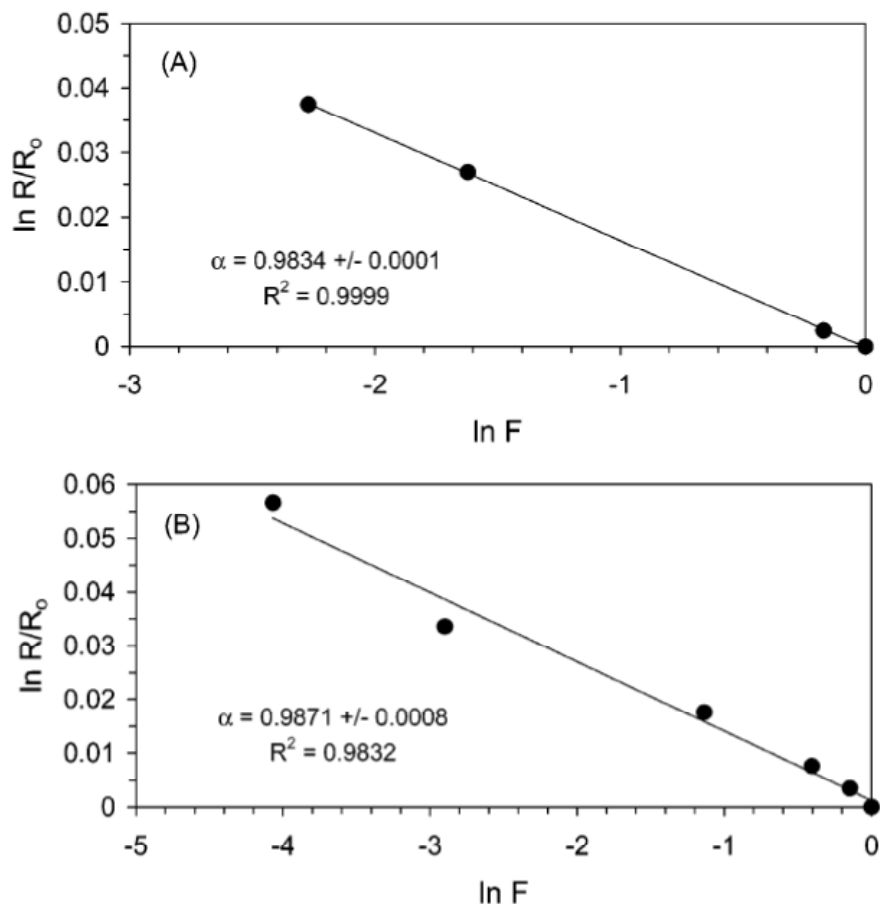 (A)
ln R/Rₒ
0.05
0.04
0.03
0.02
0.01
0
α = 0.9834 +/- 0.0001
R² = 0.9999
-3
-2
-1
0
ln F
(B)
ln R/Rₒ
0.06
0.05
0.04
0.03
0.02
0.01
0
α = 0.9871 +/- 0.0008
R² = 0.9832
-5
-4
-3
-2
-1
0
ln F